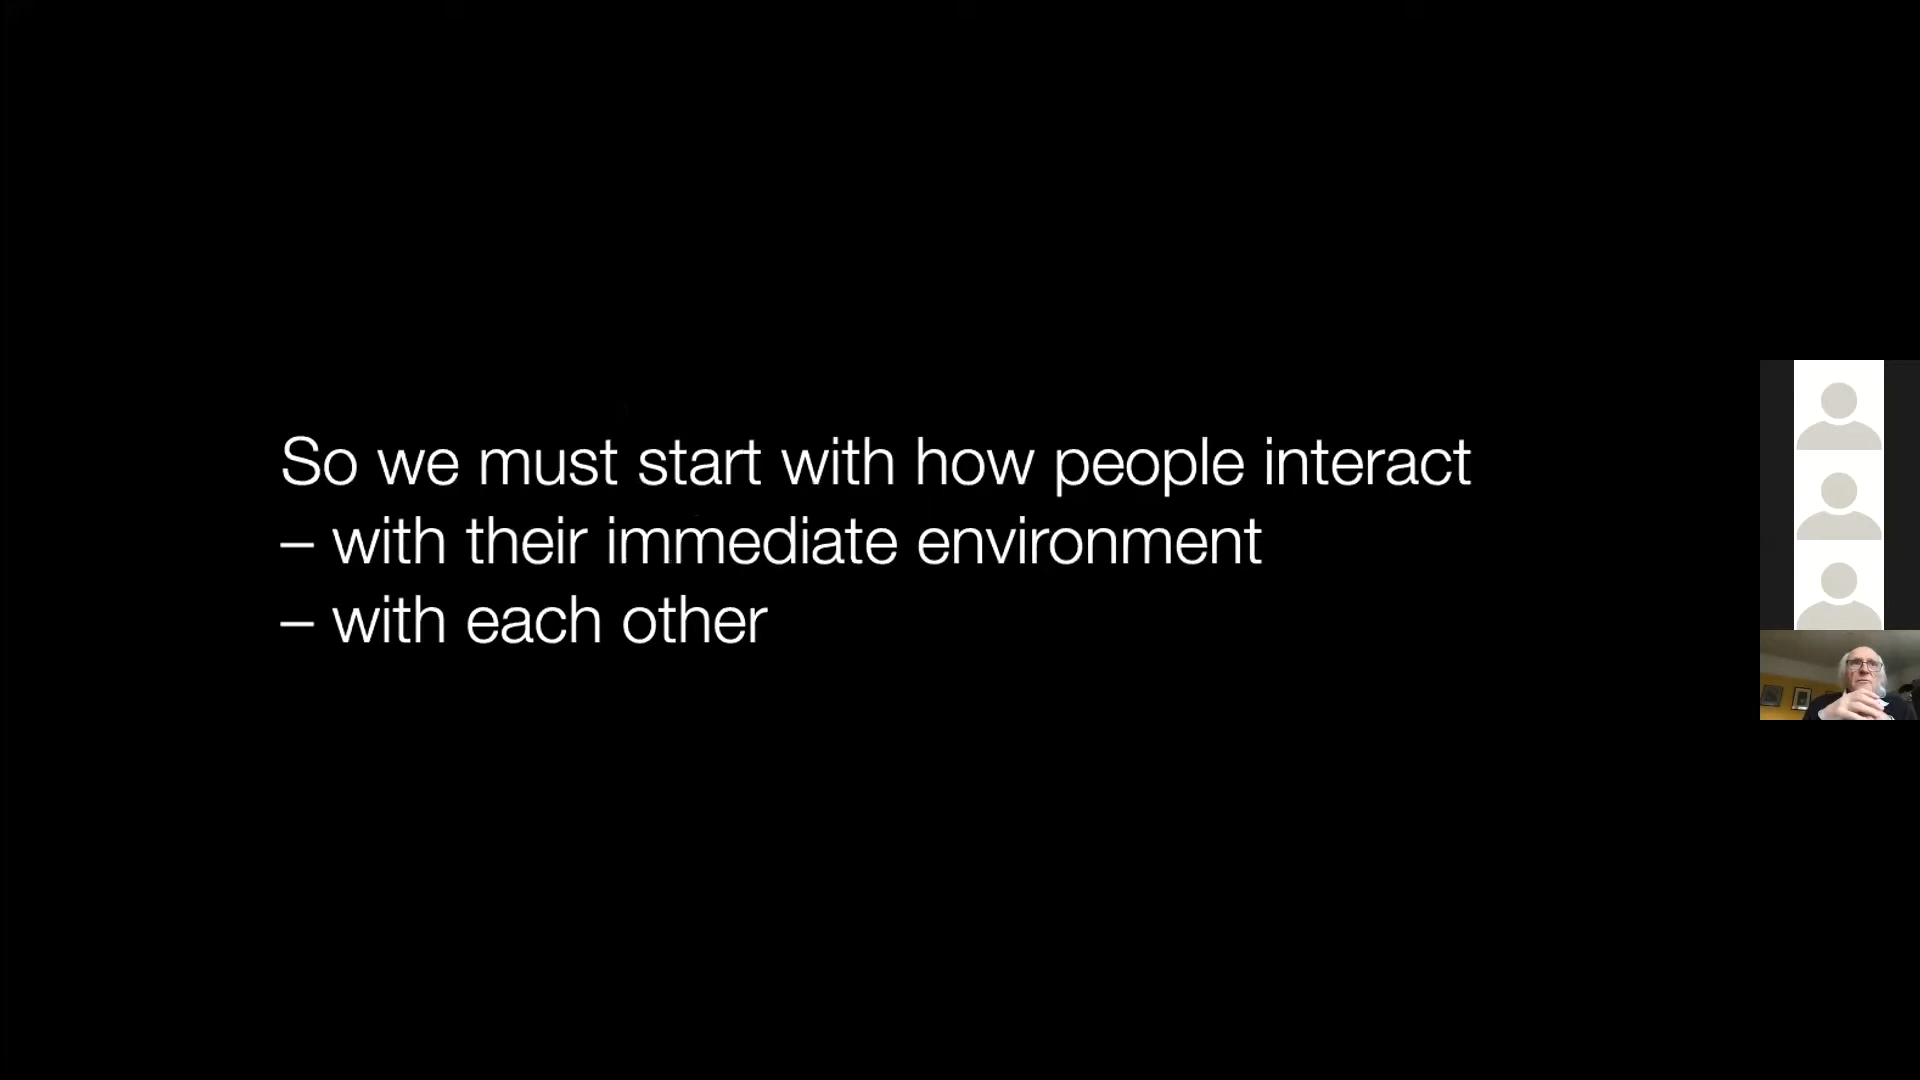 So we must start with how people interact
– with their immediate environment
– with each other